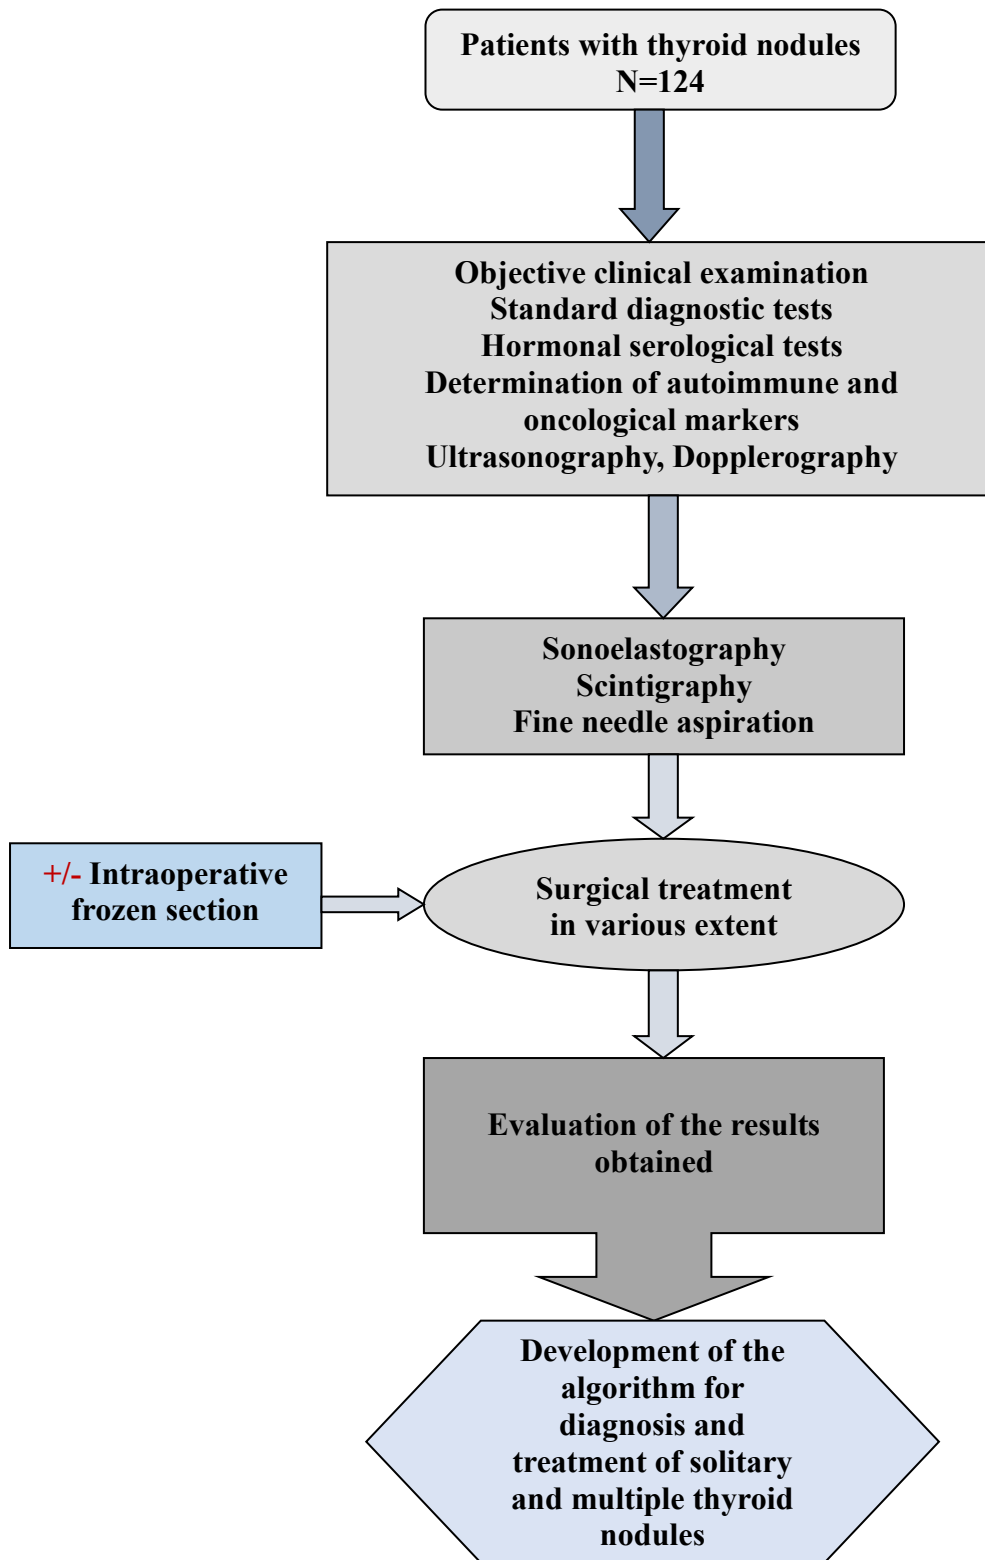 Patients with thyroid nodules
N=124
Objective clinical examination
Standard diagnostic tests
Hormonal serological tests
Determination of autoimmune and
oncological markers
Ultrasonography, Dopplerography
Sonoelastography
Scintigraphy
Fine needle aspiration
+/- Intraoperative
frozen section
Surgical treatment
in various extent
Evaluation of the results
obtained
Development of the
algorithm for
diagnosis and
treatment of solitary
and multiple thyroid
nodules